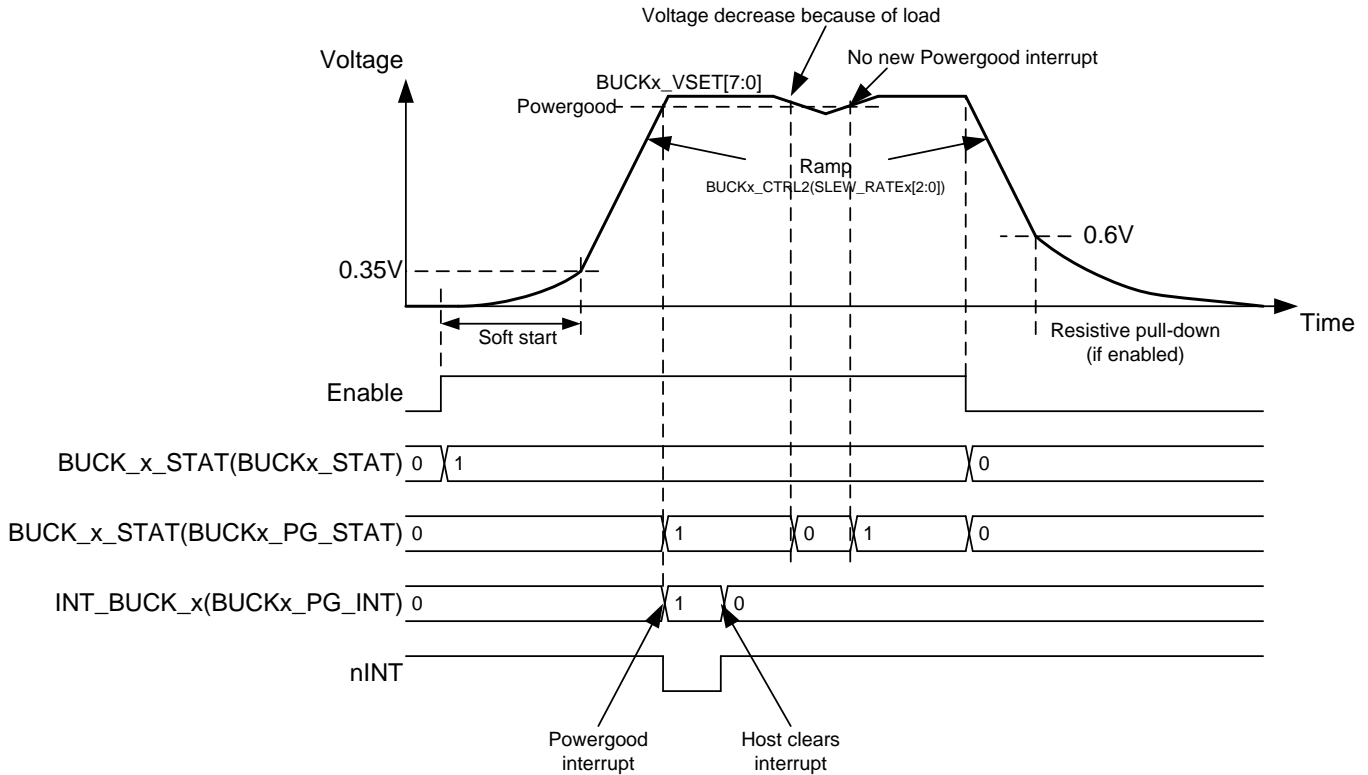 Voltage decrease because of load
Voltage
No new Powergood interrupt
BUCKx_VSET[7:0]
Powergood
Ramp
BUCKx_CTRL2(SLEW_RATEx[2:0])
0.6V
0.35V
Time
Soft start
Resistive pull-down
(if enabled)
Enable
BUCK_x_STAT(BUCKx_STAT) 0 1 0
BUCK_x_STAT(BUCKx_PG_STAT) 0 1 0 1 0
INT_BUCK_x(BUCKx_PG_INT) 0 1 0
nINT
Powergood
interrupt
Host clears
interrupt